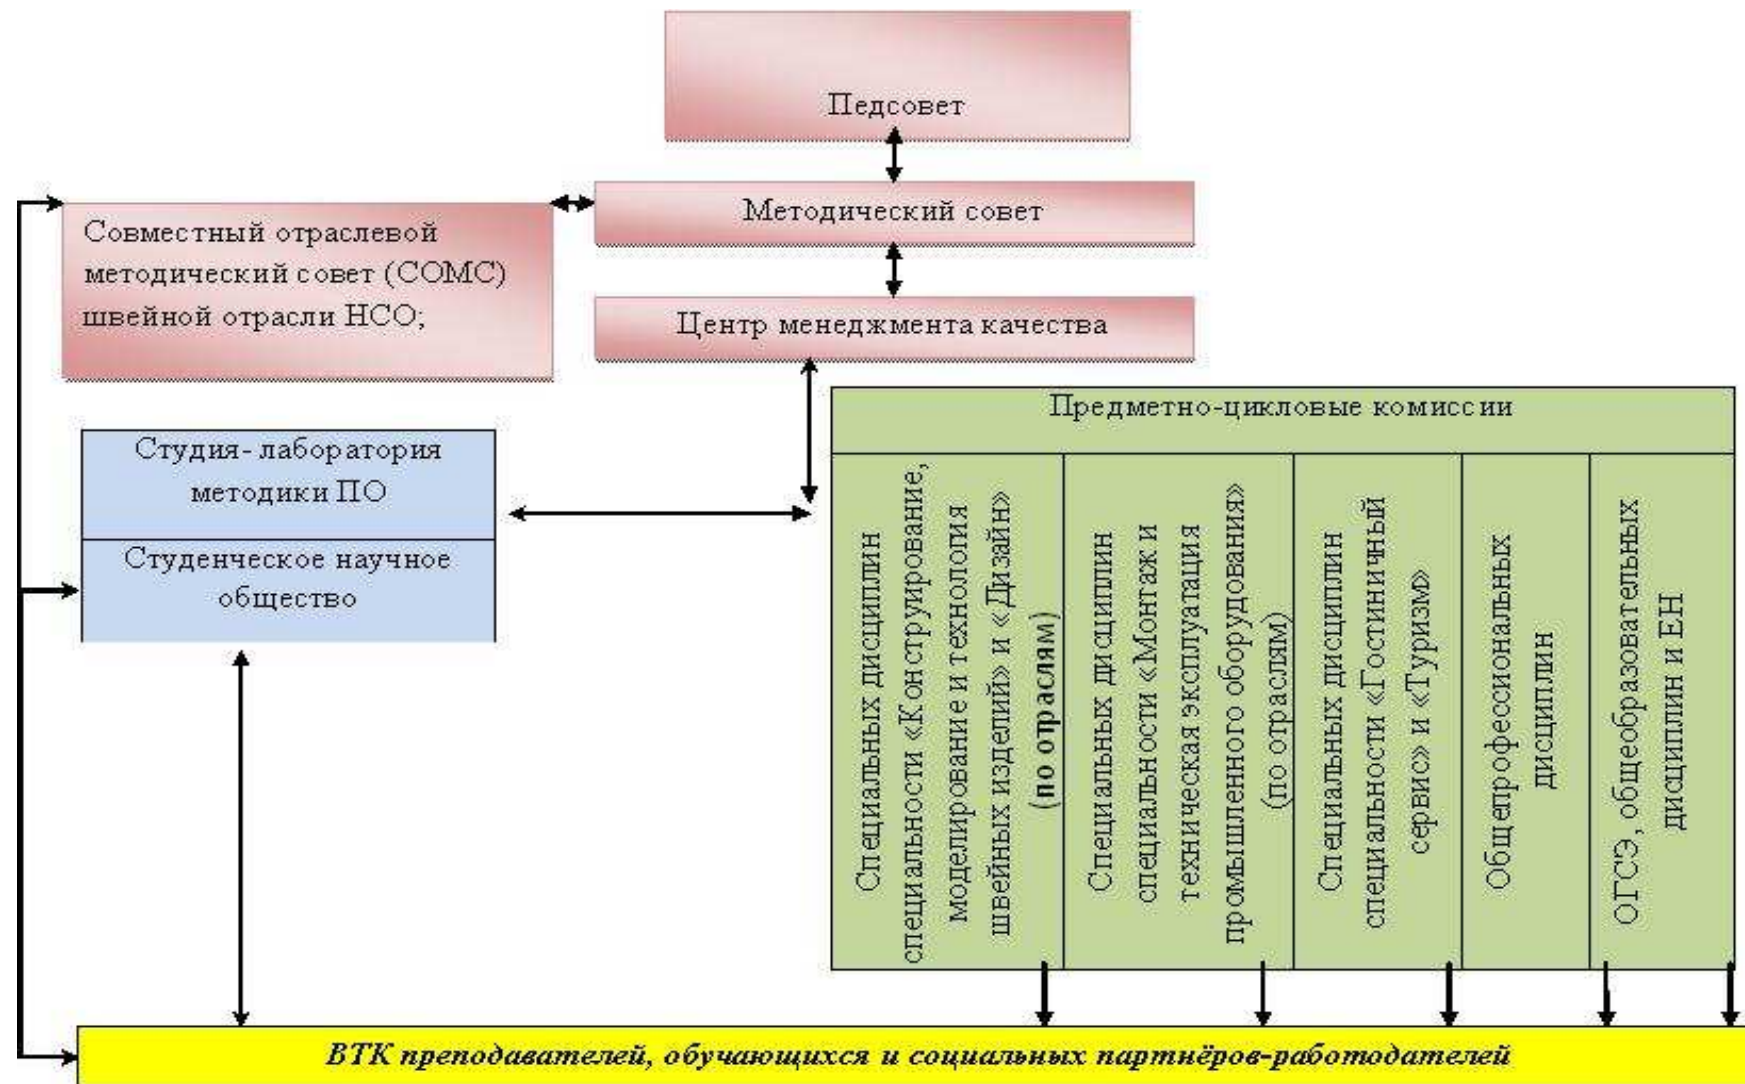 Педсовет
Методический совет
Совместный отраслевой
методический совет (СОМС)
швейной отрасли НСО;
Центр менеджмента качества
Предметно-цикловые комиссии
Студия- лаборатория
методики ПО
Студенческое научное
общество
Специальных дисциплин
специальности «Конструирование,
моделирование и технология
швейных изделий» и «Дизайн»
(по отраслям)
Специальных дисциплин
специальности «Монтаж и
техническая эксплуатация
промышленного оборудования»
(по отраслям)
Специальных дисциплин
специальности «Гостиничный
сервис» и «Туризм»
Общепрофессиональных
дисциплин
ОГСЭ, общеобразовательных
дисциплин и ЕН
ВТК преподавателей, обучающихся и социальных партнёров-работодателей